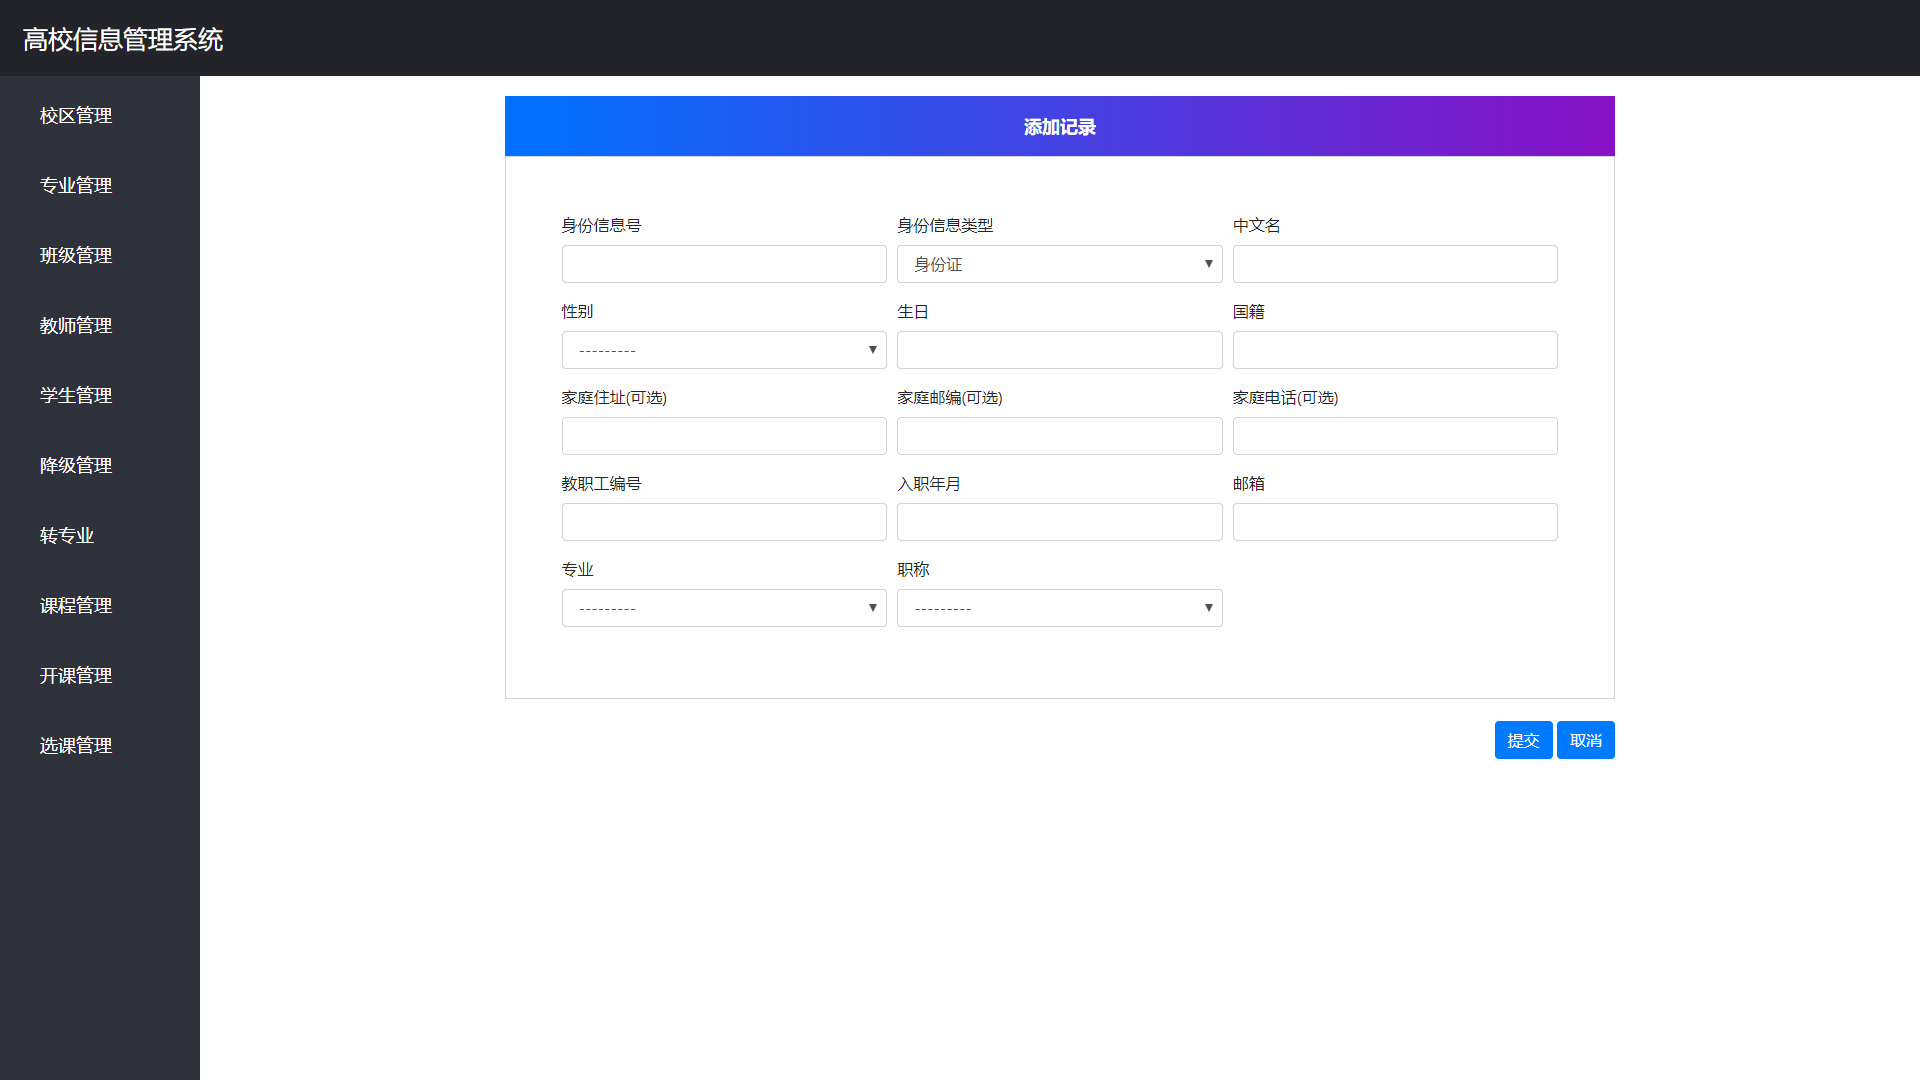 高校信息管理系统
校区管理
专业管理
班级管理
教师管理
学生管理
降级管理
转专业
课程管理
开课管理
选课管理
添加记录
身份信息号 身份信息类型 中文名
身份证
性别 生日 国籍
---------
家庭住址(可选) 家庭邮编(可选) 家庭电话(可选)
教职工编号 入职年月 邮箱
专业 职称
--------- ---------
提交 取消